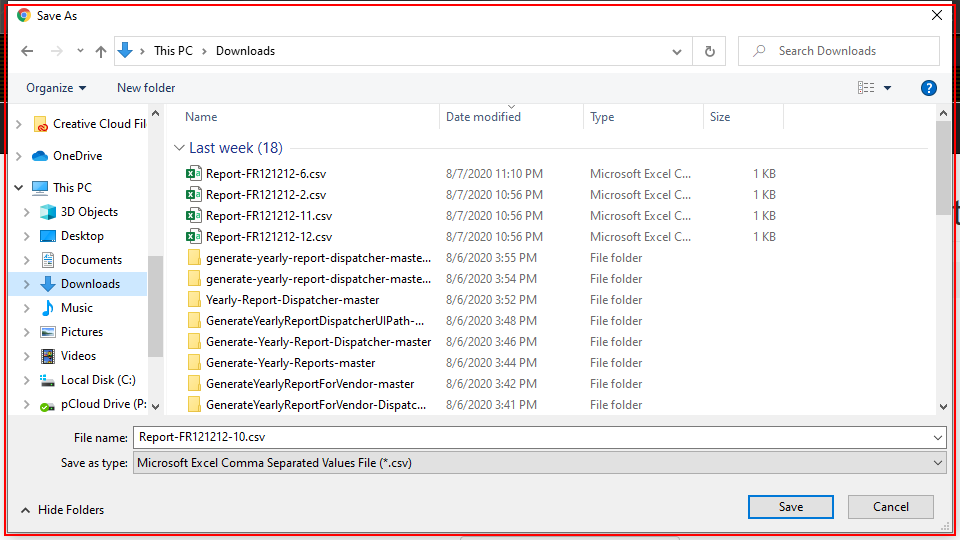 Save As
This PC > Downloads
Search Downloads
Organize
New folder
?
Name Date modified Type Size
Creative Cloud Fil
OneDrive
This PC
3D Objects
Desktop
Documents
Downloads
Music
Pictures
Videos
Local Disk (C:)
pCloud Drive (P:
Last week (18)
Report-FR121212-6.csv 8/7/2020 11:10 PM Microsoft Excel C... 1 KB
Report-FR121212-2.csv 8/7/2020 10:56 PM Microsoft Excel C... 1 KB
Report-FR121212-11.csv 8/7/2020 10:56 PM Microsoft Excel C... 1 KB
Report-FR121212-12.csv 8/7/2020 10:56 PM Microsoft Excel C... 1 KB
generate-yearly-report-dispatcher-maste... 8/6/2020 3:55 PM File folder
generate-yearly-report-dispatcher-maste... 8/6/2020 3:54 PM File folder
Yearly-Report-Dispatcher-master 8/6/2020 3:52 PM File folder
GenerateYearlyReportDispatcherUIPath-... 8/6/2020 3:48 PM File folder
Generate-Yearly-Report-Dispatcher-master 8/6/2020 3:46 PM File folder
Generate-Yearly-Reports-master 8/6/2020 3:44 PM File folder
GenerateYearlyReportForVendor-master 8/6/2020 3:42 PM File folder
GenerateYearlyReportForVendor-Dispatc... 8/6/2020 3:41 PM File folder
File name: Report-FR121212-10.csv
Save as type: Microsoft Excel Comma Separated Values File (*.csv)
Hide Folders
Save
Cancel
t